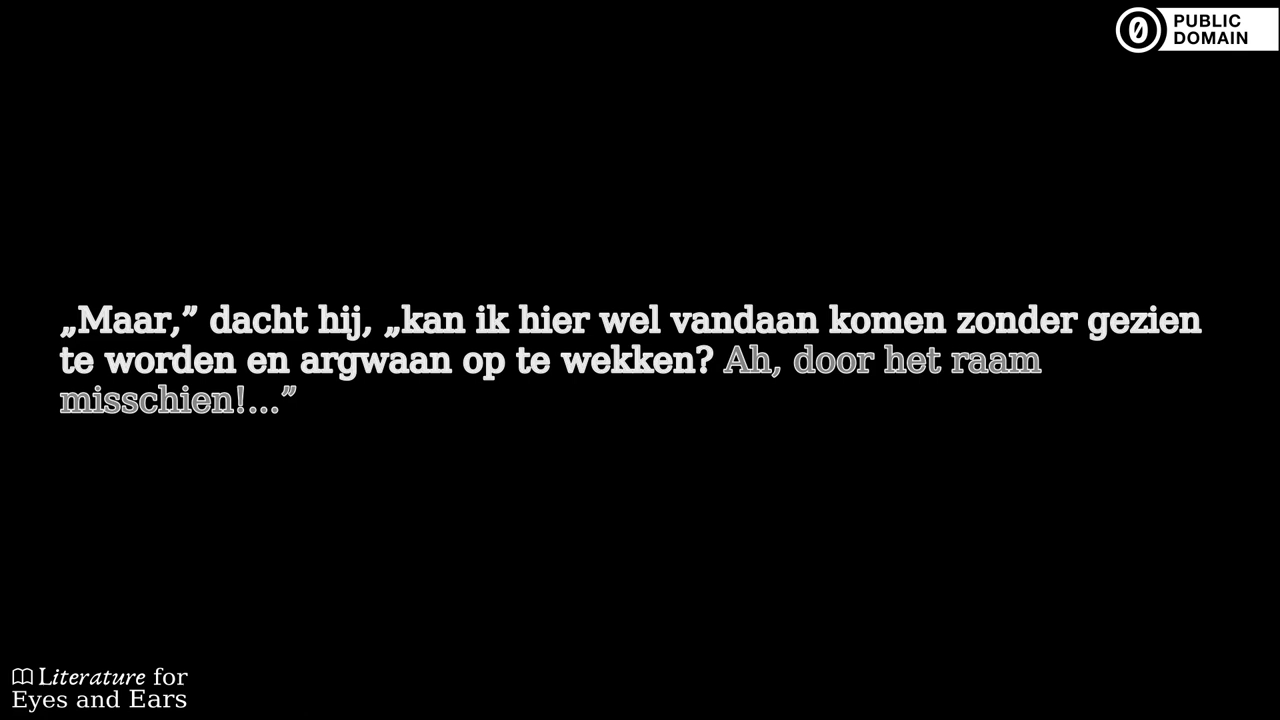 PUBLIC
DOMAIN
„Maar,” dacht hij, „kan ik hier wel vandaan komen zonder gezien
te worden en argwaan op te wekken? Ah, door het raam
misschien!...”
Literature for
Eyes and Ears